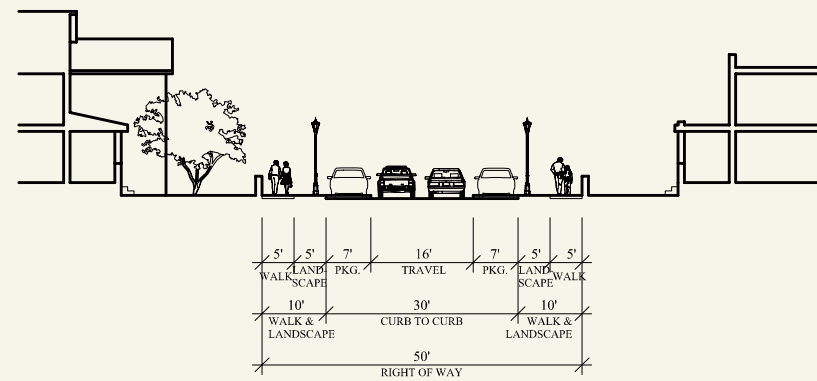 5' 5' 7' 16' 7' 5' 5'
WALK LAND- PKG. TRAVEL PKG. LAND- WALK
SCAPE SCAPE
10' 30' 10'
WALK & CURB TO CURB WALK &
LANDSCAPE LANDSCAPE
50'
RIGHT OF WAY